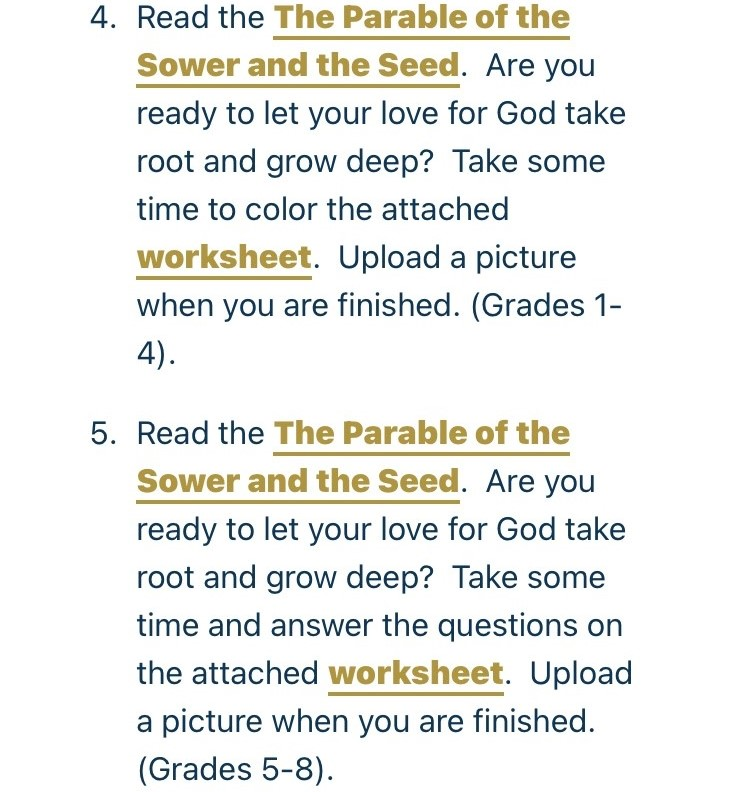 4. Read the The Parable of the
Sower and the Seed. Are you
ready to let your love for God take
root and grow deep? Take some
time to color the attached
worksheet. Upload a picture
when you are finished. (Grades 1-
4).
5. Read the The Parable of the
Sower and the Seed. Are you
ready to let your love for God take
root and grow deep? Take some
time and answer the questions on
the attached worksheet. Upload
a picture when you are finished.
(Grades 5-8).